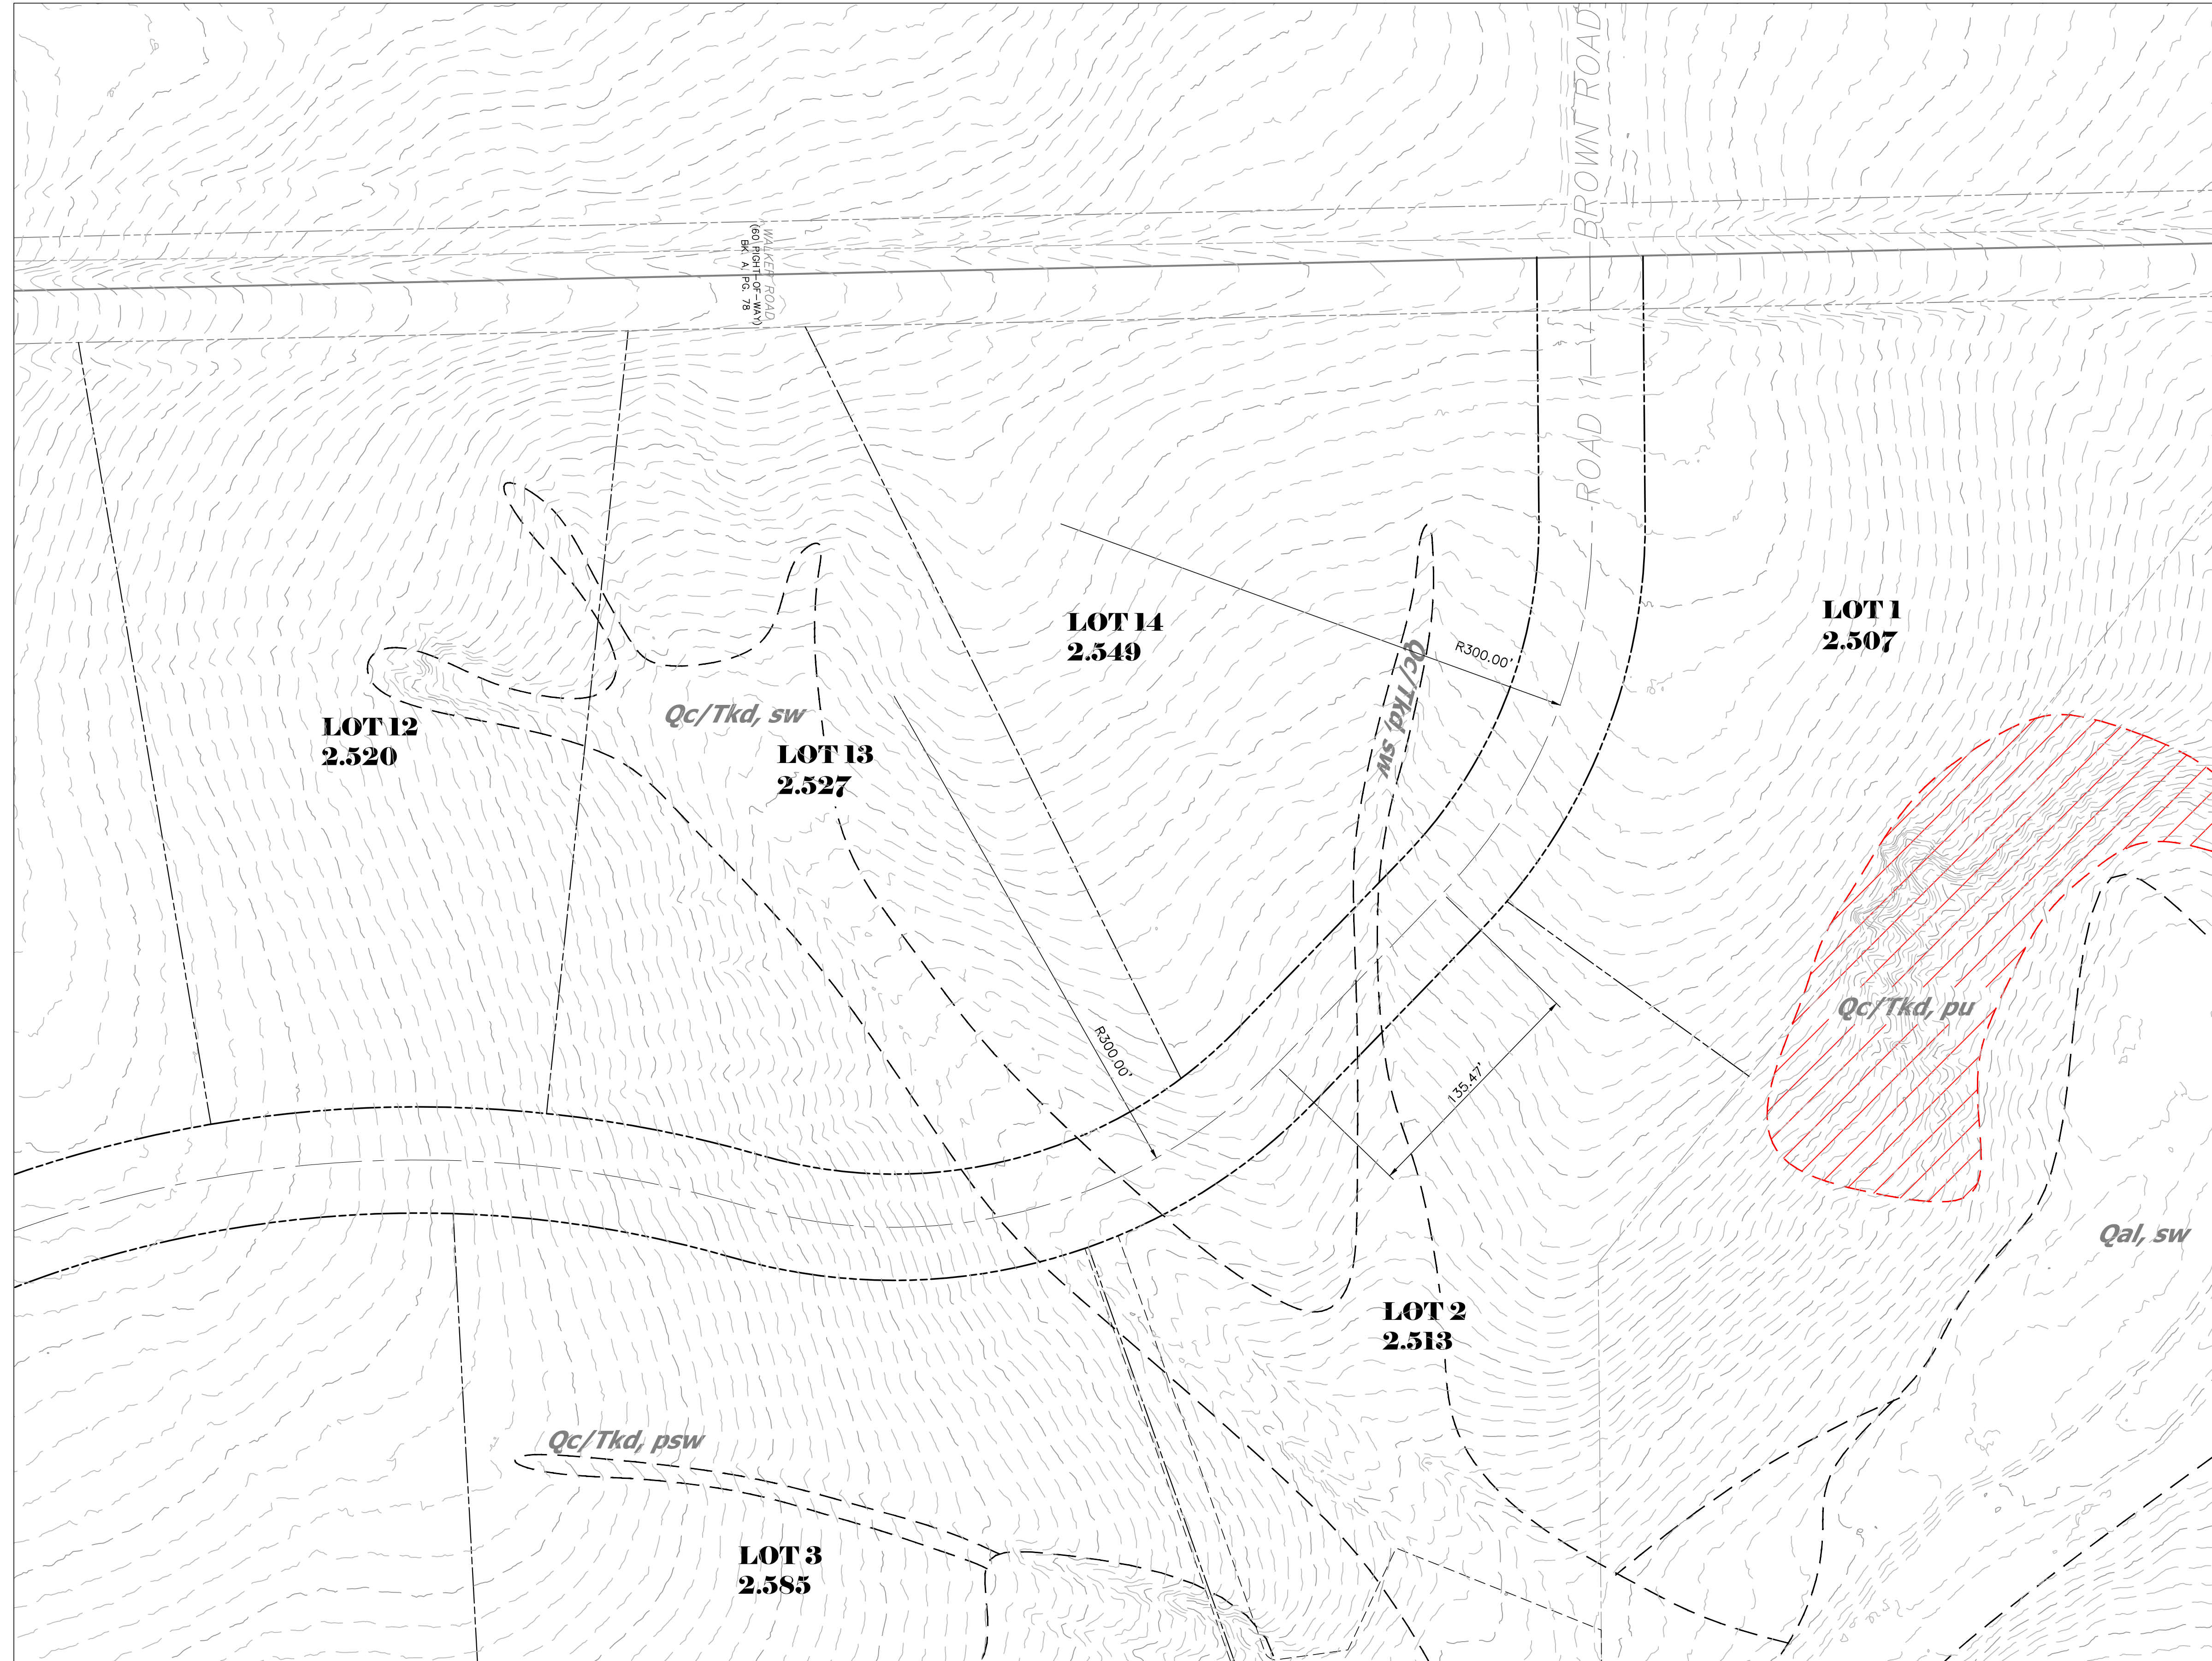 BROWN ROAD
WALKER ROAD
(60' RIGHT-OF-WAY)
BK. A, PG. 78
ROAD 1
LOT 14
2.549
LOT 1
2.507
R300.00'
Qc/Tkd, sw
LOT 12
2.520
Qc/Tkd, sw
LOT 13
2.527
Qc/Tkd, pu
R300.00'
135.47'
Qal, sw
LOT 2
2.513
Qc/Tkd, psw
LOT 3
2.585